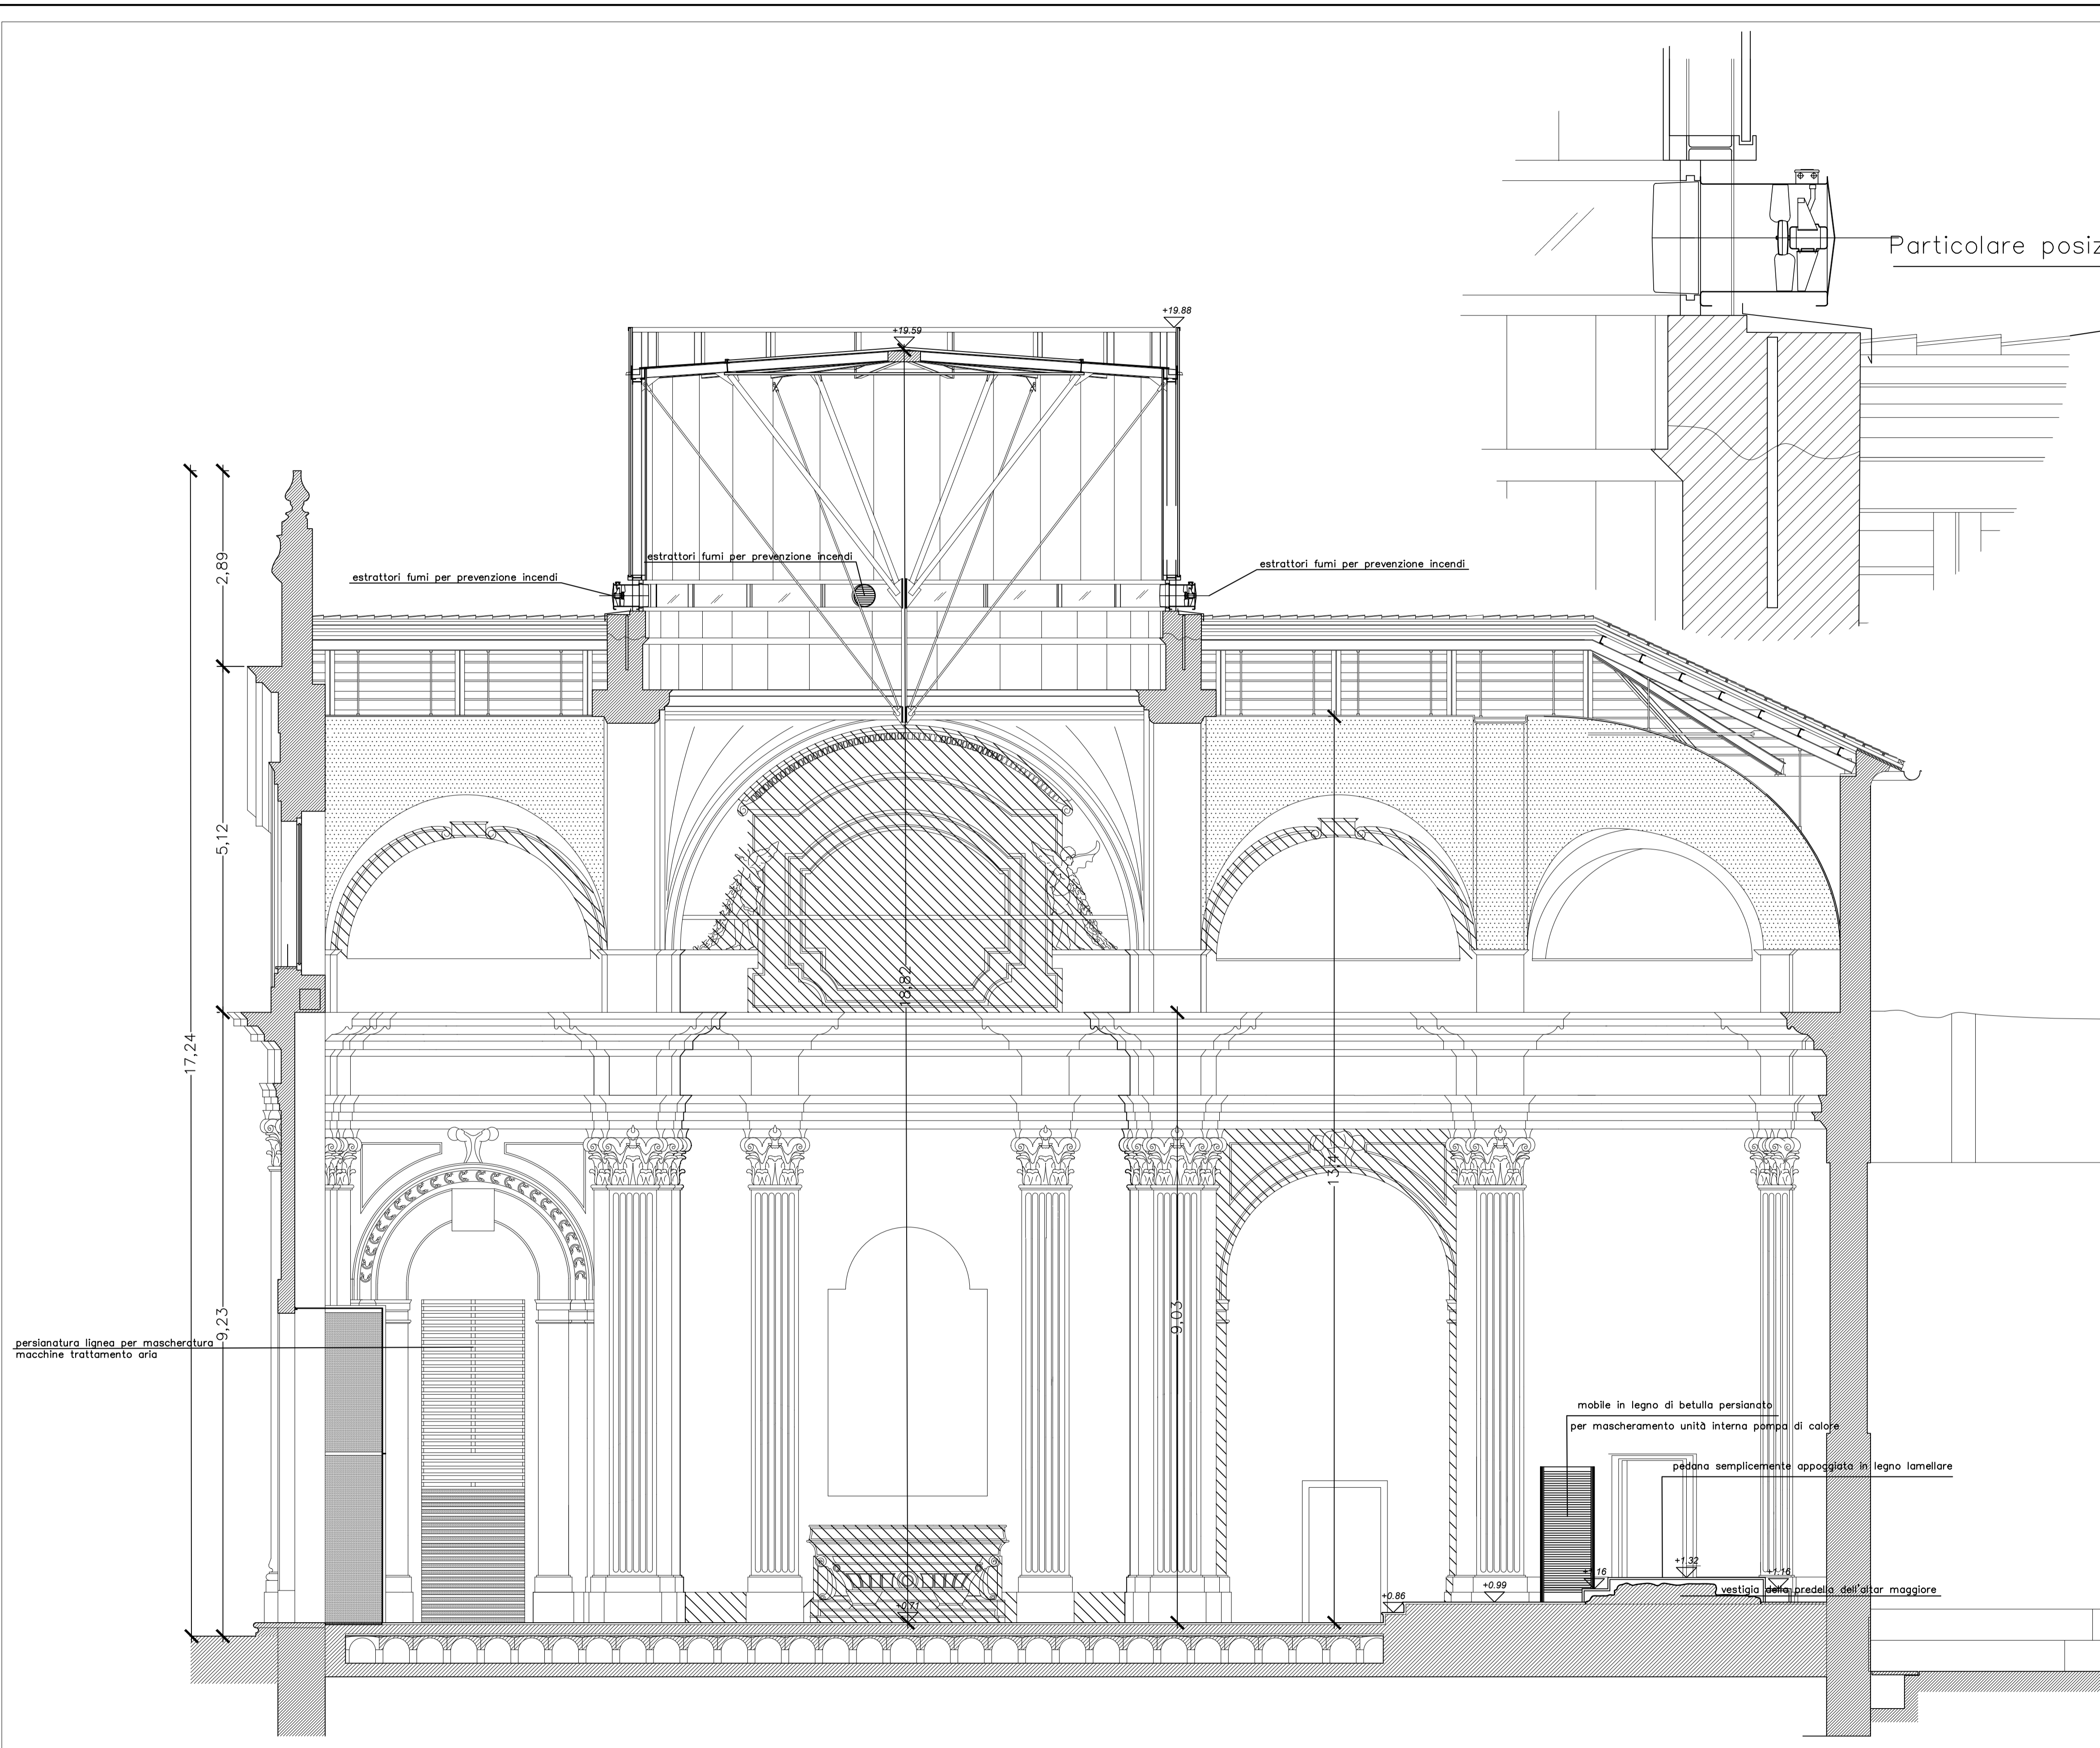 Particolare posiz
+19.88
+19.59
2,89
estrattori fumi per prevenzione incendi
estrattori fumi per prevenzione incendi
estrattori fumi per prevenzione incendi
5,12
18,82
17,24
9,23
9,03
persianatura lignea per mascheratura
macchine trattamento aria
mobile in legno di betulla persianato
per mascheramento unità interna pompa di calore
pedana semplicemente appoggiata in legno lamellare
+1.32
+1.16
+0.99
+0.86
+0.71
vestigia della predella dell'altar maggiore